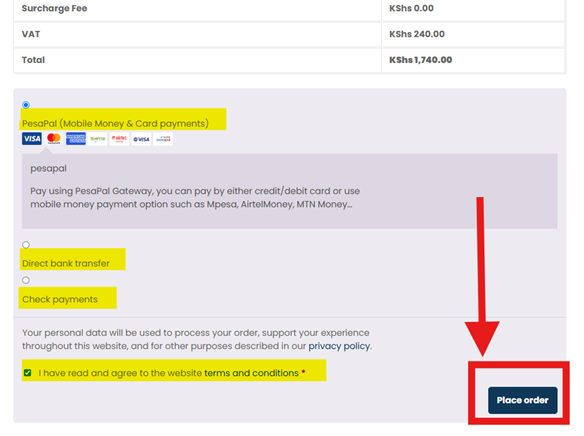 Surcharge Fee KShs 0.00
VAT KShs 240.00
Total KShs 1,740.00
PesaPal (Mobile Money & Card payments)
VISA VISA
pesapal
Pay using PesaPal Gateway, you can pay by either credit/debit card or use
mobile money payment option such as Mpesa, AirtelMoney, MTN Money...
Direct bank transfer
Check payments
Your personal data will be used to process your order, support your experience
throughout this website, and for other purposes described in our privacy policy.
I have read and agree to the website terms and conditions *
Place order